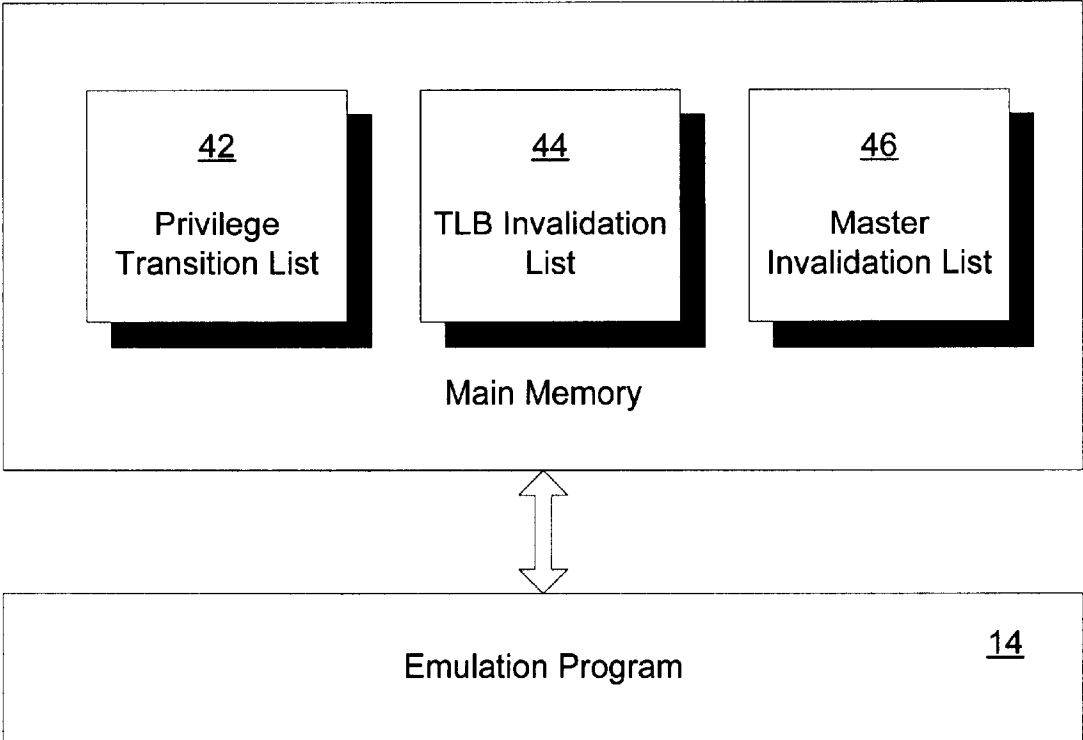 42
Privilege
Transition List
44
TLB Invalidation
List
46
Master
Invalidation List
Main Memory
14
Emulation Program